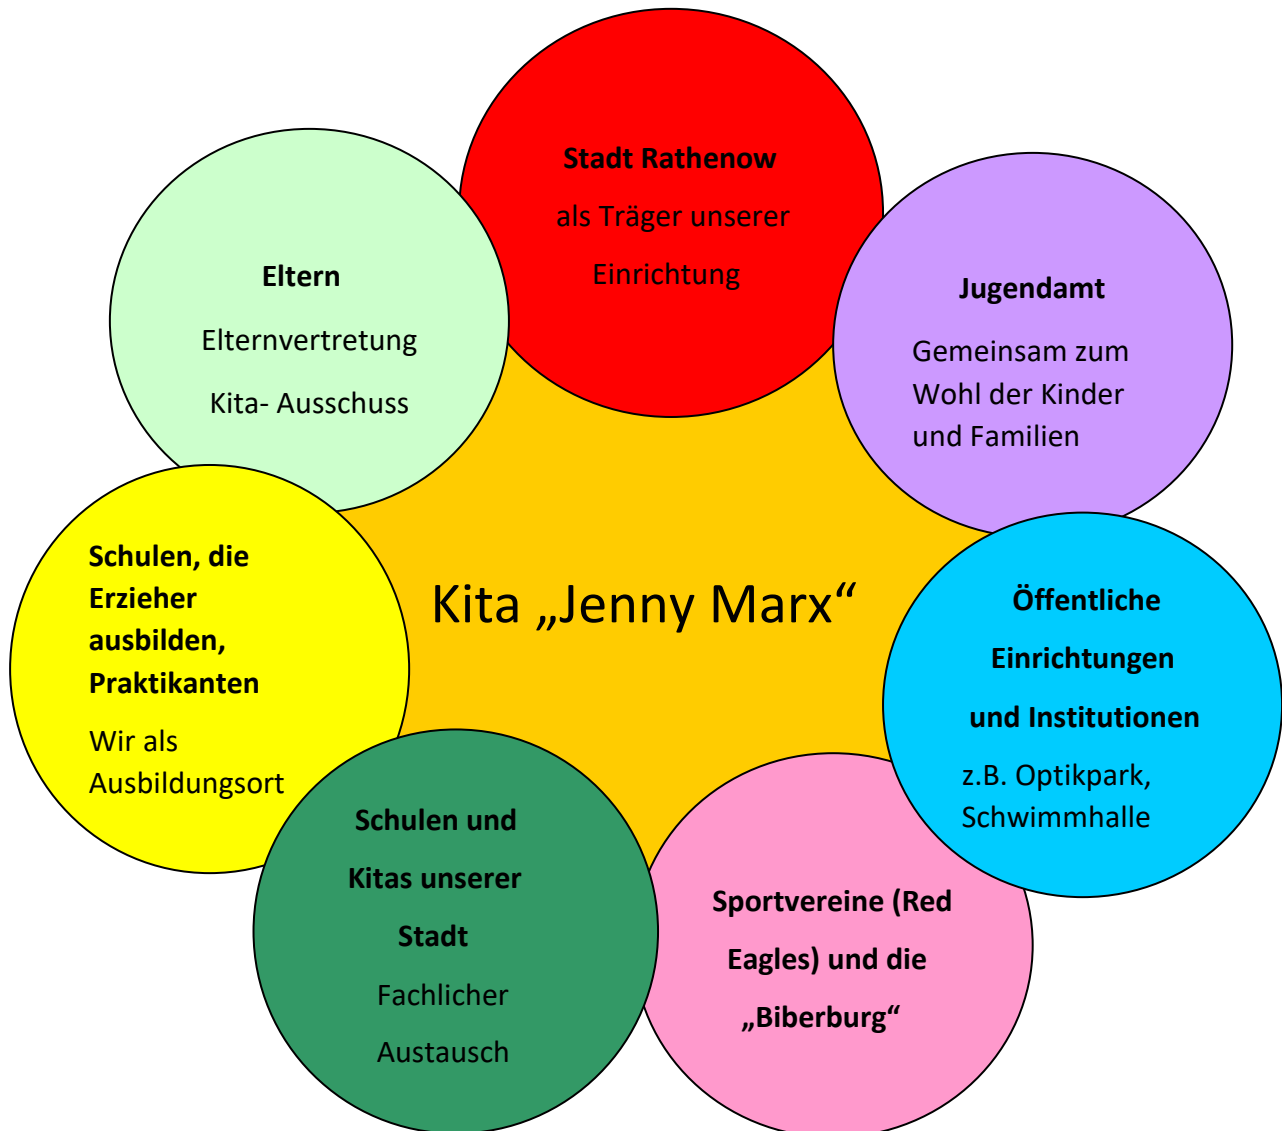 Stadt Rathenow
als Träger unserer
Einrichtung
Eltern
Elternvertretung
Kita- Ausschuss
Jugendamt
Gemeinsam zum
Wohl der Kinder
und Familien
Schulen, die
Erzieher
ausbilden,
Praktikanten
Wir als
Ausbildungsort
Kita „Jenny Marx“
Öffentliche
Einrichtungen
und Institutionen
z.B. Optikpark,
Schwimmhalle
Schulen und
Kitas unserer
Stadt
Fachlicher
Austausch
Sportvereine (Red
Eagles) und die
„Biberburg“